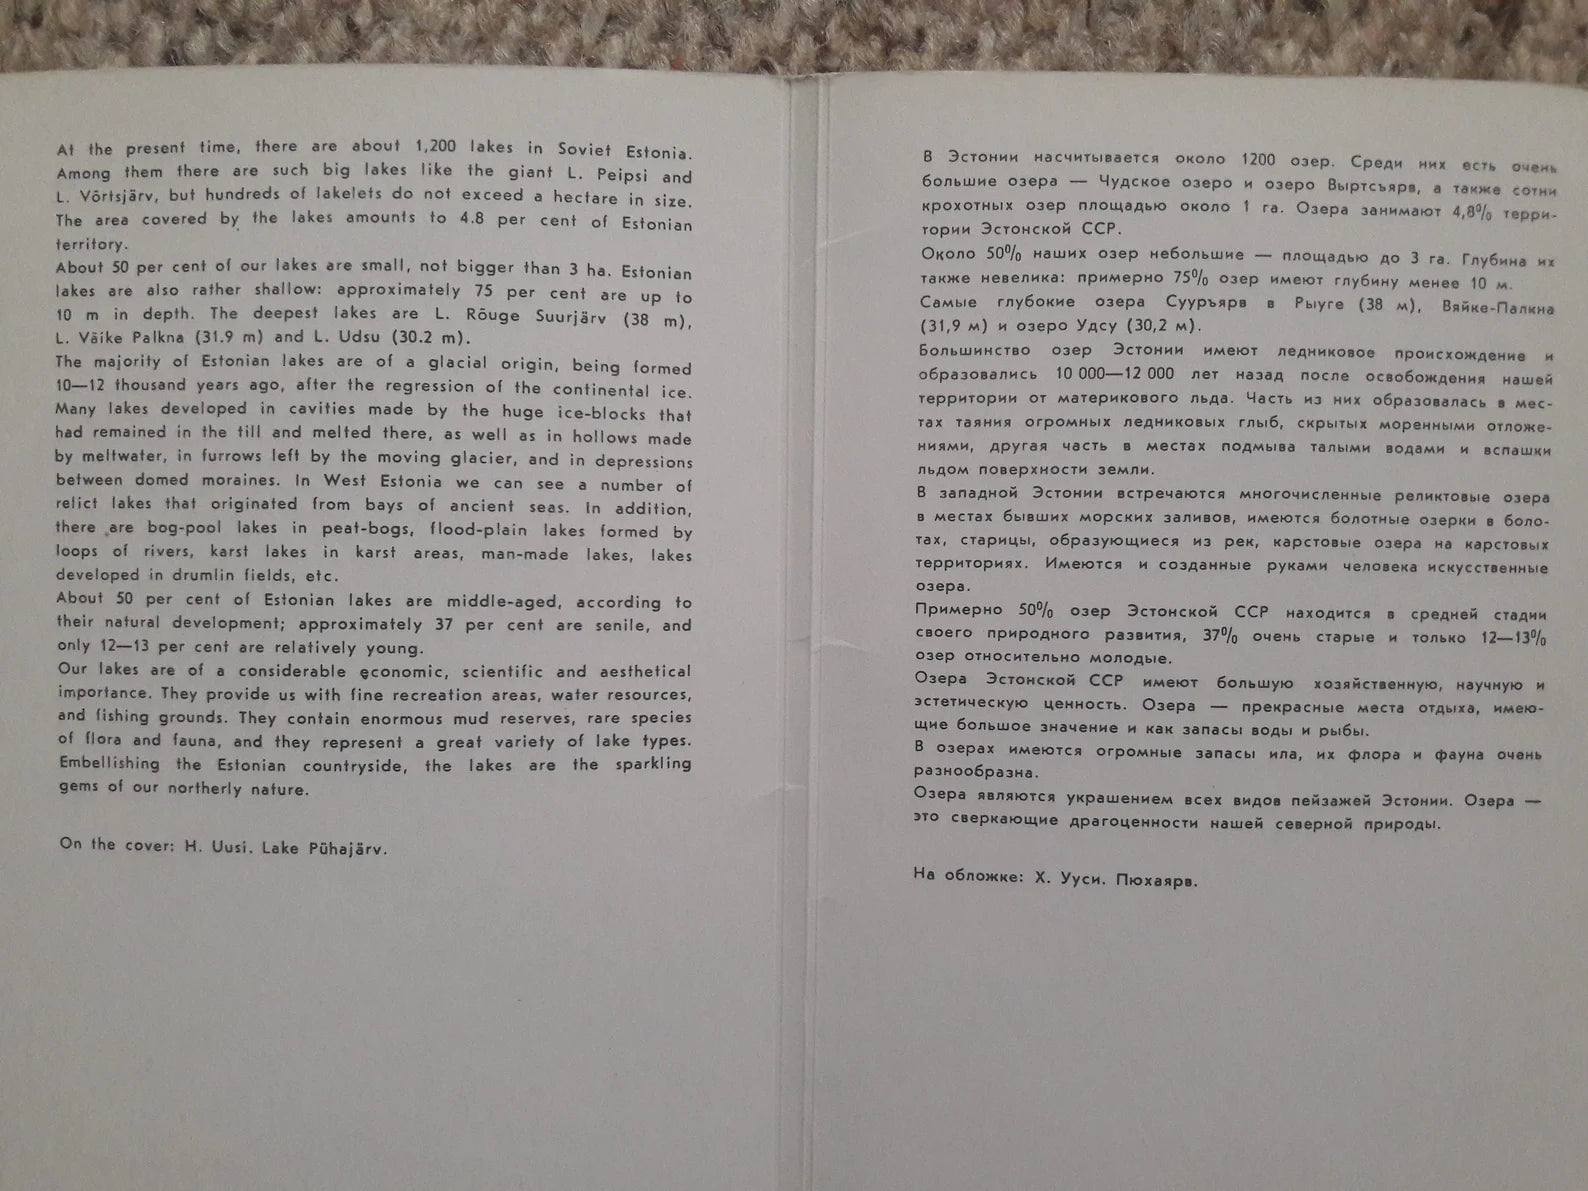 At the present time, there are about 1,200 lakes in Soviet Estonia.
Among them there are such big lakes like the giant L. Peipsi and
L. Võrtsjärv, but hundreds of lakelets do not exceed a hectare in size.
The area covered by the lakes amounts to 4.8 per cent of Estonian
territory.
About 50 per cent of our lakes are small, not bigger than 3 ha. Estonian
lakes are also rather shallow: approximately 75 per cent are up to
10 m in depth. The deepest lakes are L. Rõuge Suurjärv (38 m),
L. Väike Palkna (31.9 m) and L. Udsu (30.2 m).
The majority of Estonian lakes are of a glacial origin, being formed
10—12 thousand years ago, after the regression of the continental ice.
Many lakes developed in cavities made by the huge ice-blocks that
had remained in the till and melted there, as well as in hollows made
by meltwater, in furrows left by the moving glacier, and in depressions
between domed moraines. In West Estonia we can see a number of
relict lakes that originated from bays of ancient seas. In addition,
there are bog-pool lakes in peat-bogs, flood-plain lakes formed by
loops of rivers, karst lakes in karst areas, man-made lakes, lakes
developed in drumlin fields, etc.
About 50 per cent of Estonian lakes are middle-aged, according to
their natural development; approximately 37 per cent are senile, and
only 12—13 per cent are relatively young.
Our lakes are of a considerable economic, scientific and aesthetical
importance. They provide us with fine recreation areas, water resources,
and fishing grounds. They contain enormous mud reserves, rare species
of flora and fauna, and they represent a great variety of lake types.
Embellishing the Estonian countryside, the lakes are the sparkling
gems of our northerly nature.
On the cover: H. Uusi. Lake Pühajärv.
В Эстонии насчитывается около 1200 озер. Среди них есть очень
большие озера — Чудское озеро и озеро Выртсъярв, а также сотни
крохотных озер площадью около 1 га. Озера занимают 4,8% терри-
тории Эстонской ССР.
Около 50% наших озер небольшие — площадью до 3 га. Глубина их
также невелика: примерно 75% озер имеют глубину менее 10 м.
Самые глубокие озера Сууръярв в Рыуге (38 м), Вяйке-Палкна
(31,9 м) и озеро Удсу (30,2 м).
Большинство озер Эстонии имеют ледниковое происхождение и
образовались 10 000—12 000 лет назад после освобождения нашей
территории от материкового льда. Часть из них образовалась в мес-
тах таяния огромных ледниковых глыб, скрытых моренными отложе-
ниями, другая часть в местах подмыва талыми водами и вспашки
льдом поверхности земли.
В западной Эстонии встречаются многочисленные реликтовые озера
в местах бывших морских заливов, имеются болотные озерки в боло-
тах, старицы, образующиеся из рек, карстовые озера на карстовых
территориях. Имеются и созданные руками человека искусственные
озера.
Примерно 50% озер Эстонской ССР находится в средней стадии
своего природного развития, 37% очень старые и только 12—13%
озер относительно молодые.
Озера Эстонской ССР имеют большую хозяйственную, научную и
эстетическую ценность. Озера — прекрасные места отдыха, имею-
щие большое значение и как запасы воды и рыбы.
В озерах имеются огромные запасы ила, их флора и фауна очень
разнообразна.
Озера являются украшением всех видов пейзажей Эстонии. Озера —
это сверкающие драгоценности нашей северной природы.
На обложке: Х. Ууси. Пюхаярв.